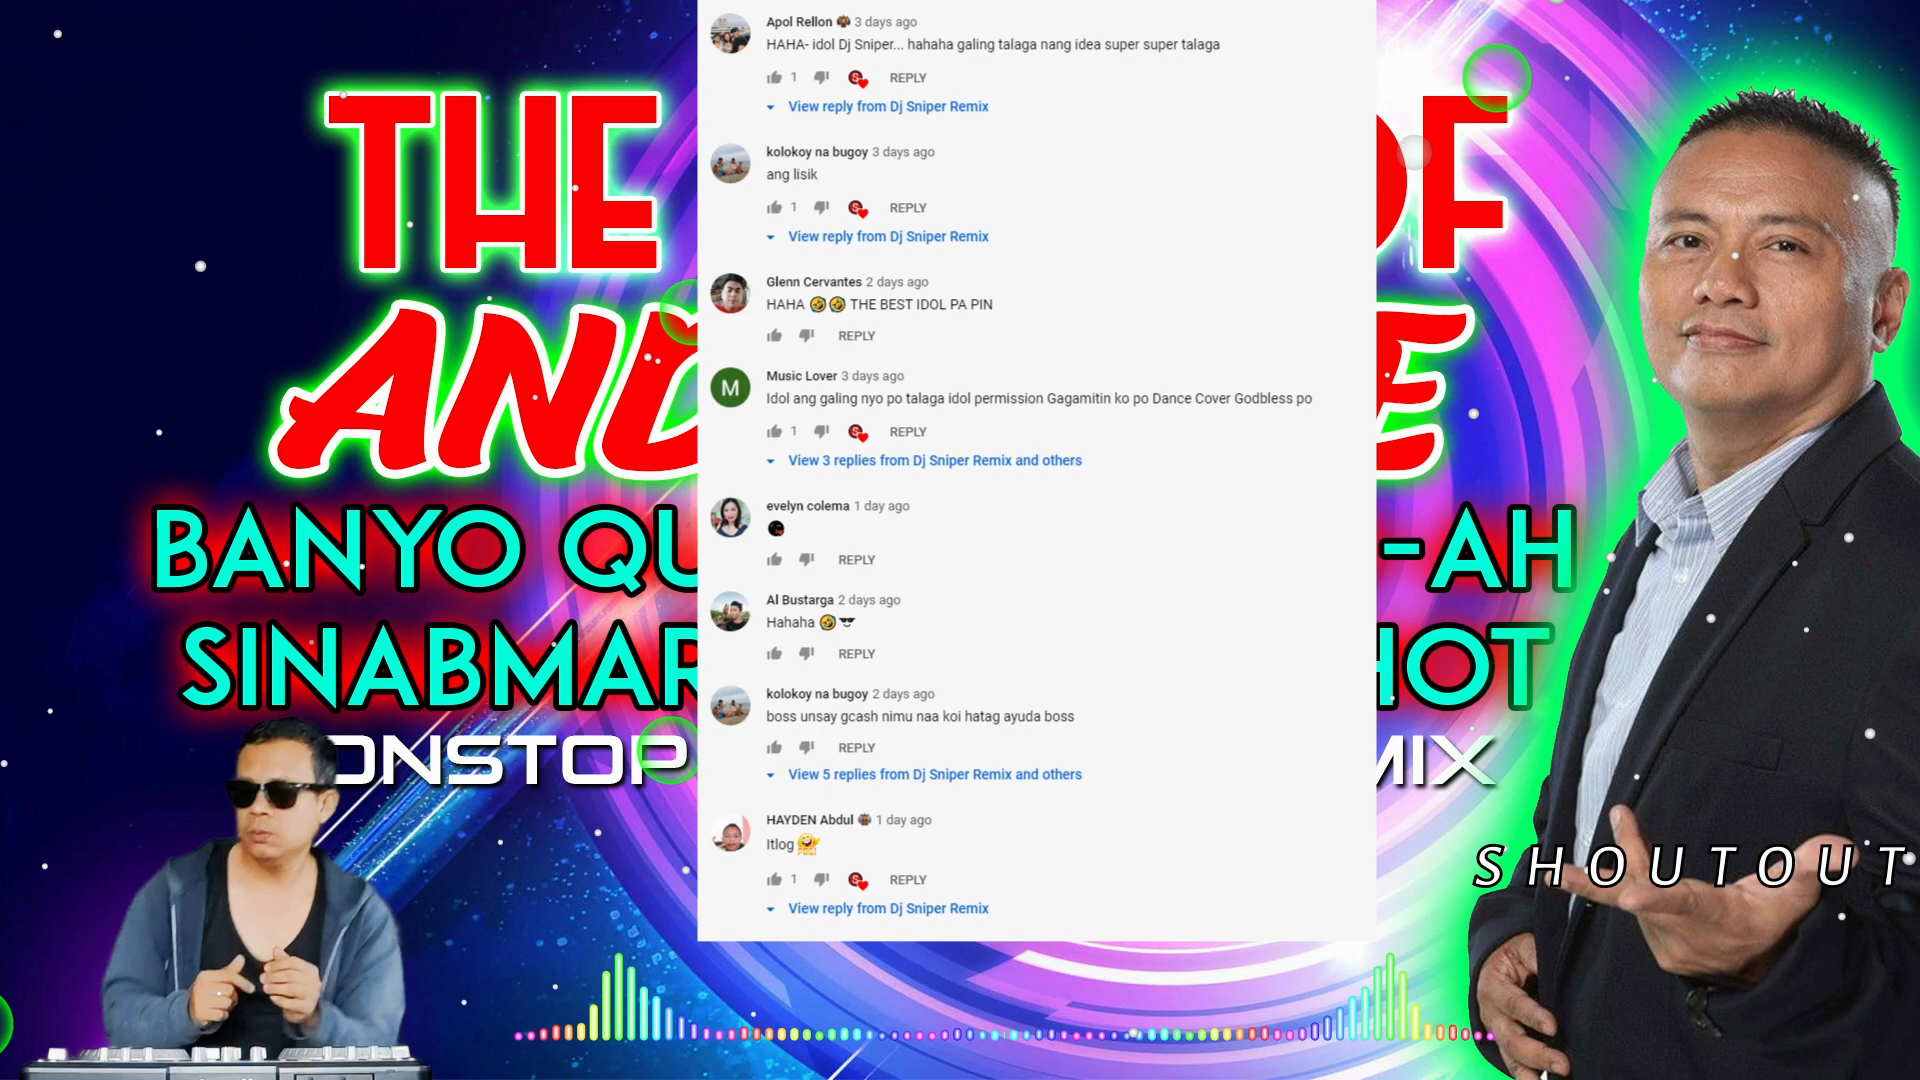 THE
OF
AND
E
BANYO QU
-AH
SINABMAR
HOT
ONSTOP
MIX
SHOUTOUT
Apol Rellon 3 days ago
HAHA- idol Dj Sniper... hahaha galing talaga nang idea super super talaga
1 REPLY
View reply from Dj Sniper Remix
kolokoy na bugoy 3 days ago
ang lisik
1 REPLY
View reply from Dj Sniper Remix
Glenn Cervantes 2 days ago
HAHA 🤣🤣 THE BEST IDOL PA PIN
REPLY
M
Music Lover 3 days ago
Idol ang galing nyo po talaga idol permission Gagamitin ko po Dance Cover Godbless po
1 REPLY
View 3 replies from Dj Sniper Remix and others
evelyn colema 1 day ago
REPLY
Al Bustarga 2 days ago
Hahaha 🤣
REPLY
kolokoy na bugoy 2 days ago
boss unsay gcash nimu naa koi hatag ayuda boss
REPLY
View 5 replies from Dj Sniper Remix and others
HAYDEN Abdul 1 day ago
Itlog
1 REPLY
View reply from Dj Sniper Remix